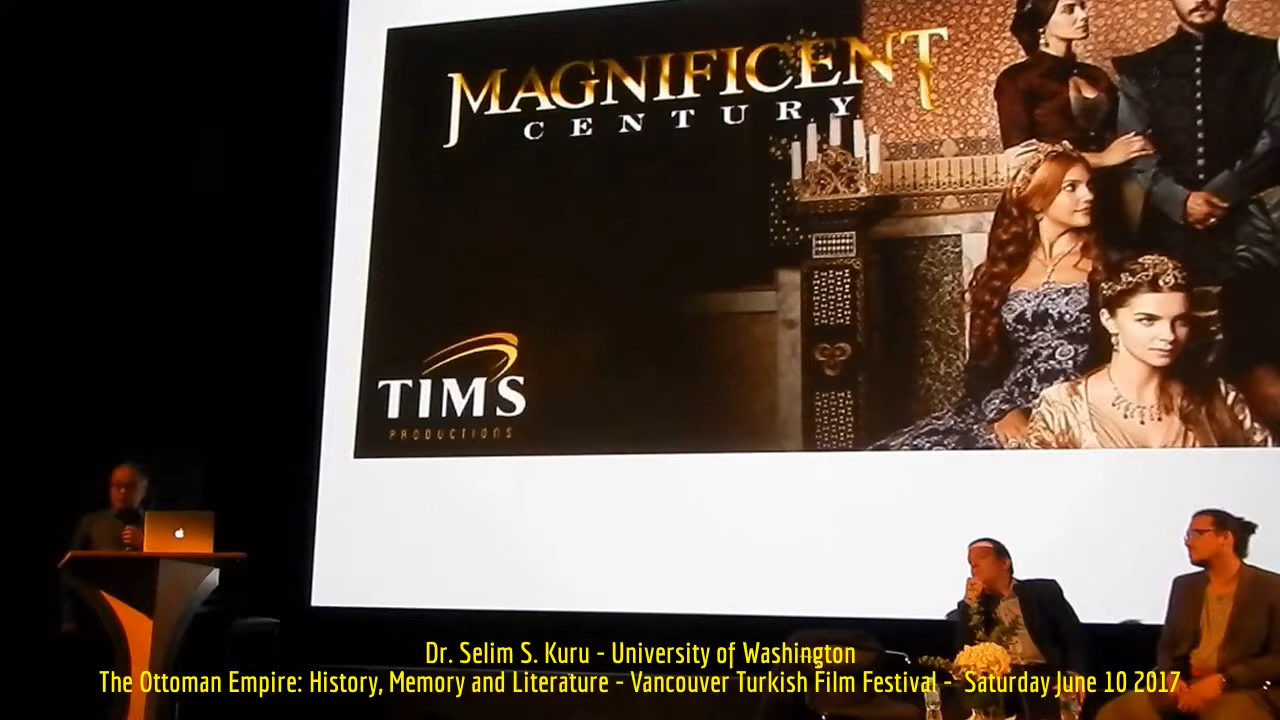 MAGNIFICENT
CENTURY
TIMS
PRODUCTIONS
Dr. Selim S. Kuru - University of Washington
The Ottoman Empire: History, Memory and Literature - Vancouver Turkish Film Festival - Saturday June 10 2017